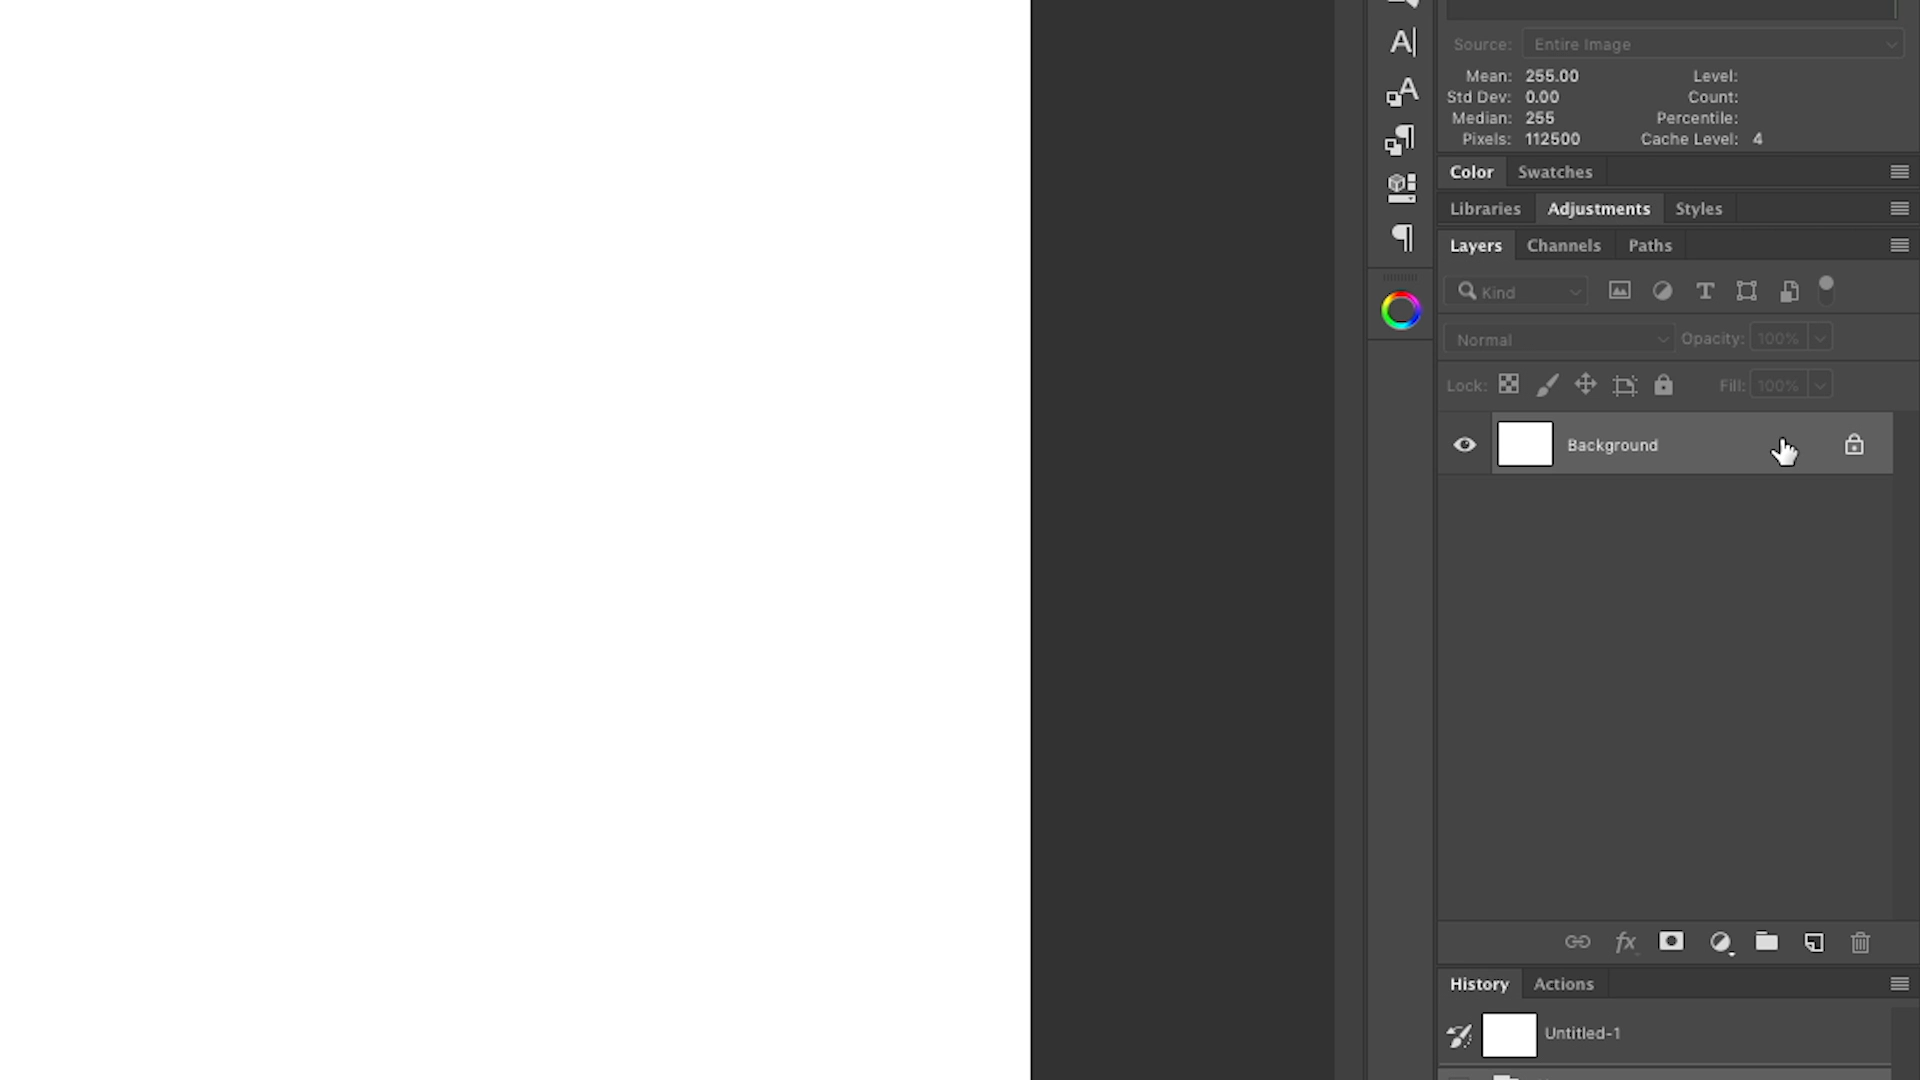 Source: Entire Image
Mean: 255.00 Level:
Std Dev: 0.00 Count:
Median: 255 Percentile:
Pixels: 112500 Cache Level: 4
Color Swatches
Libraries Adjustments Styles
Layers Channels Paths
Kind
Normal Opacity: 100%
Lock: Fill: 100%
Background
fx
History Actions
Untitled-1